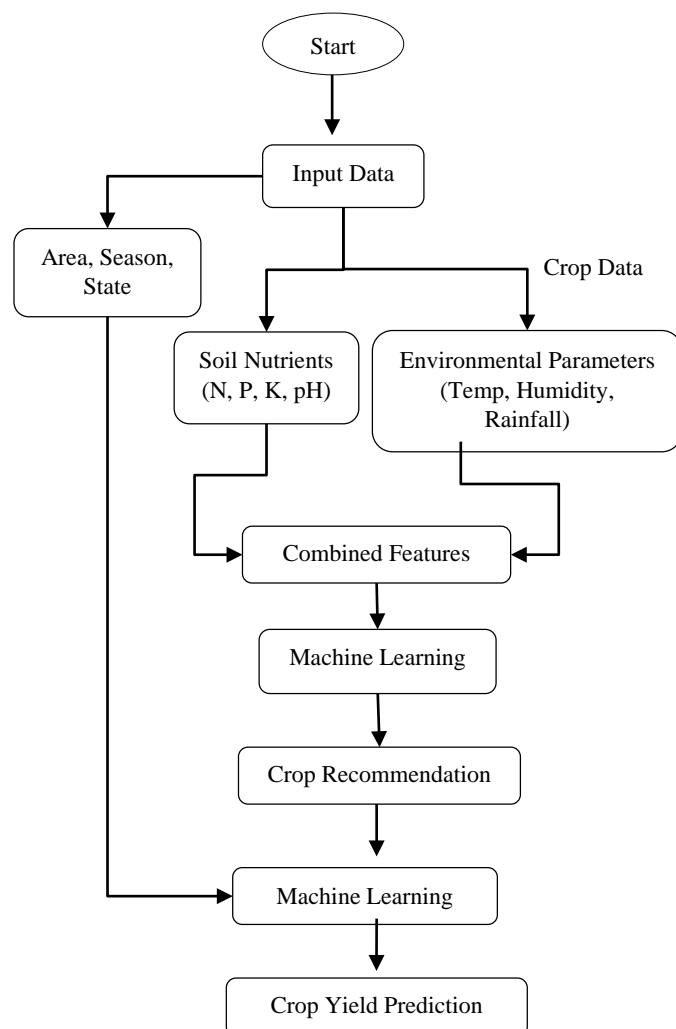 Start
Input Data
Area, Season,
State
Crop Data
Soil Nutrients
(N, P, K, pH)
Environmental Parameters
(Temp, Humidity,
Rainfall)
Combined Features
Machine Learning
Crop Recommendation
Machine Learning
Crop Yield Prediction